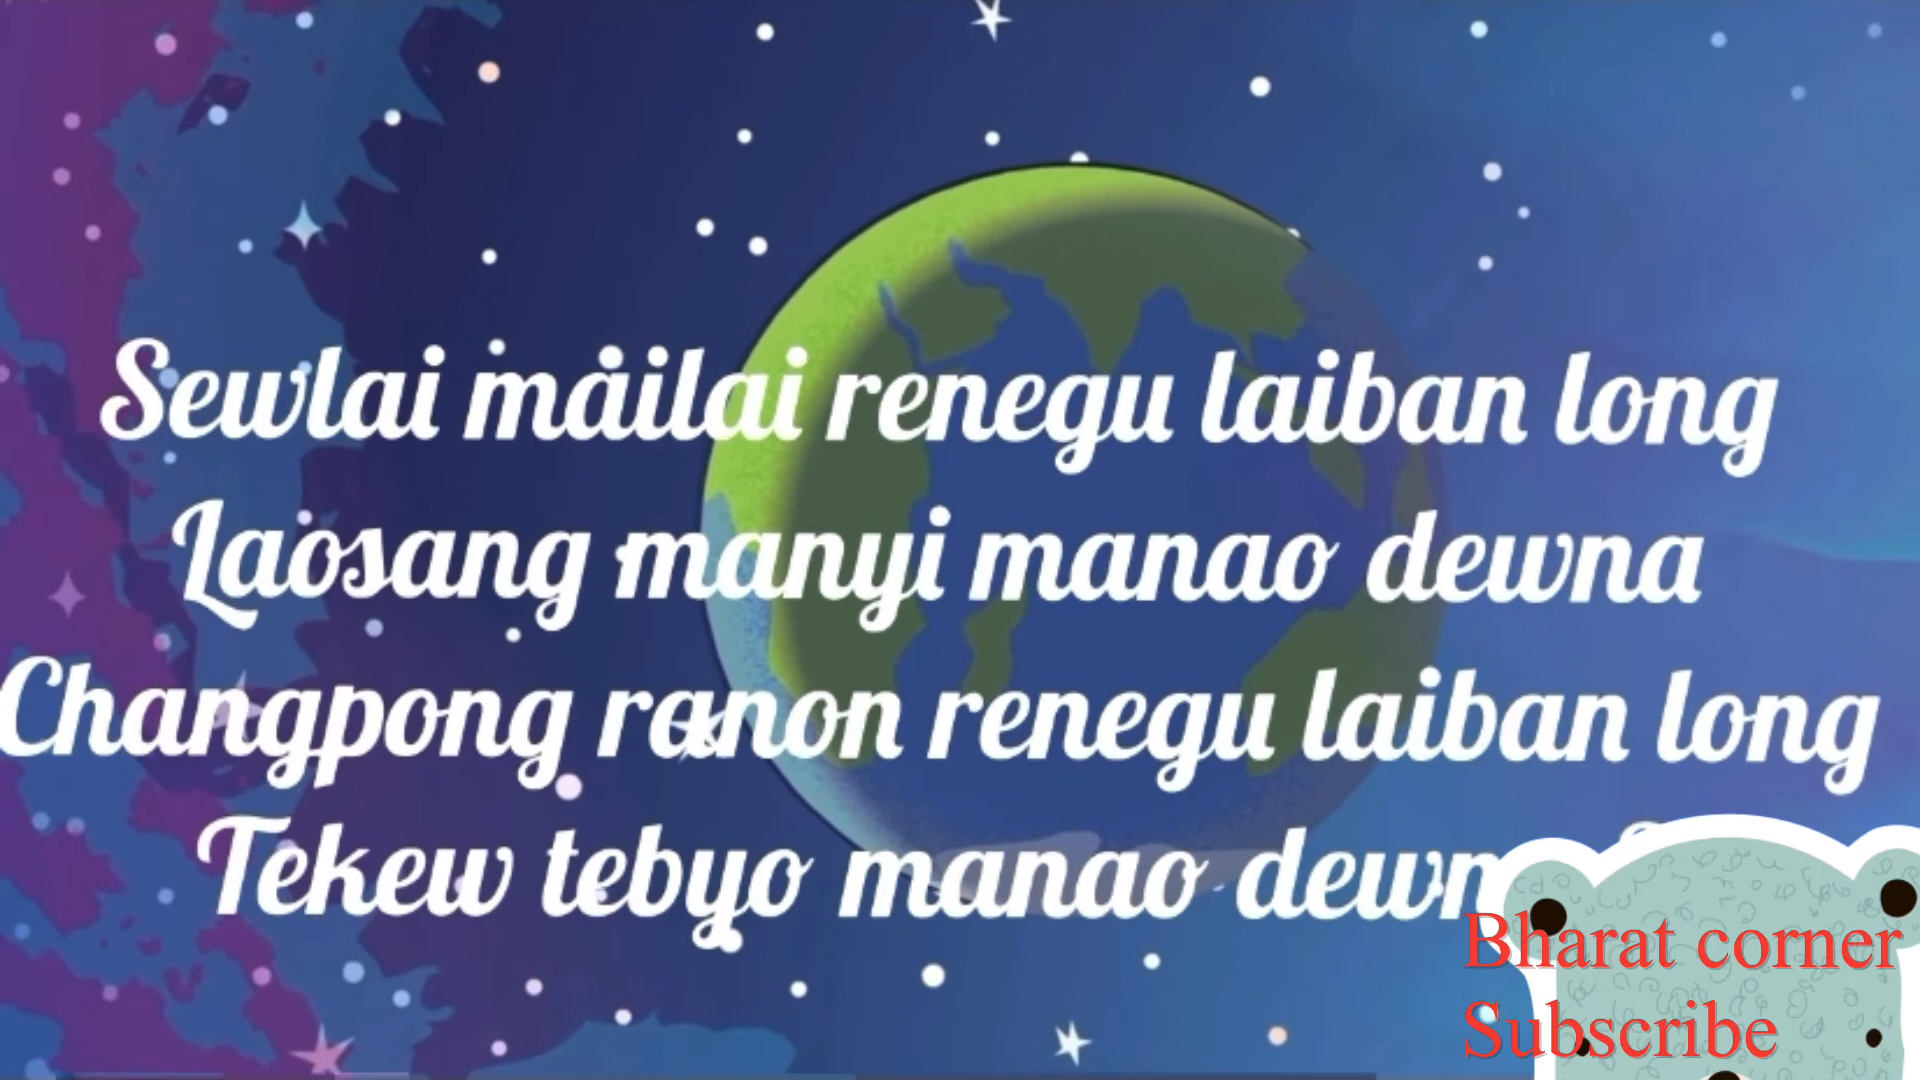 Sewlai mailai renegu laiban long
Laosang manyi manao dewna
Changpong ranon renegu laiban long
Tekew tebyo manao
Bharat corner
Subscribe